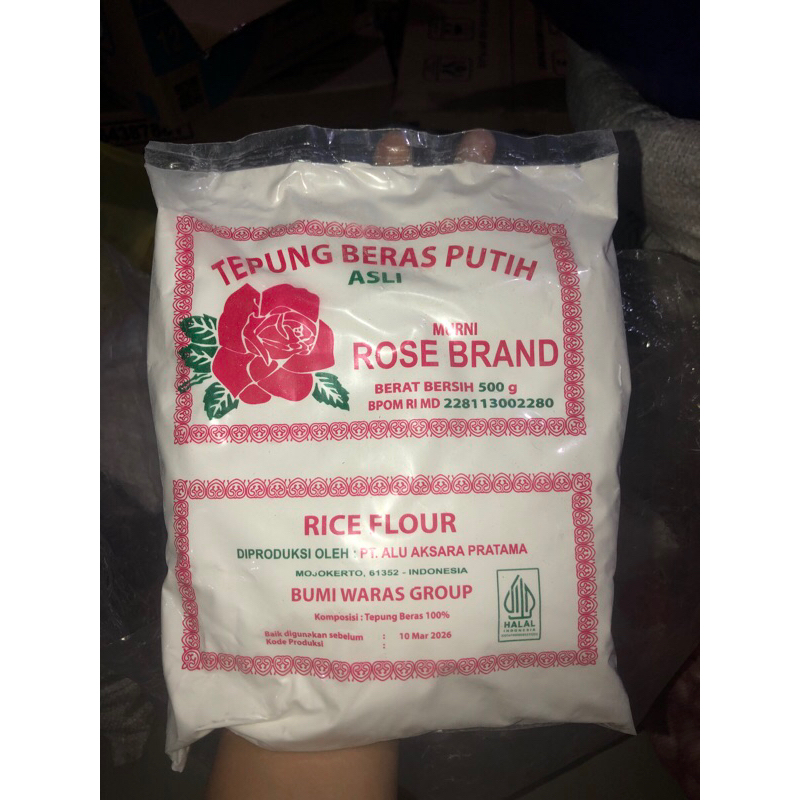 TEPUNG BERAS PUTIH
ASLI
MURNI
ROSE BRAND
BERAT BERSIH 500 g
BPOM RI MD 228113002280
RICE FLOUR
DIPRODUKSI OLEH : PT. ALU AKSARA PRATAMA
MOJOKERTO, 61352 - INDONESIA
BUMI WARAS GROUP
Komposisi : Tepung Beras 100%
Baik digunakan sebelum : 10 Mar 2026
Kode Produksi :
HALAL
INDONESIA